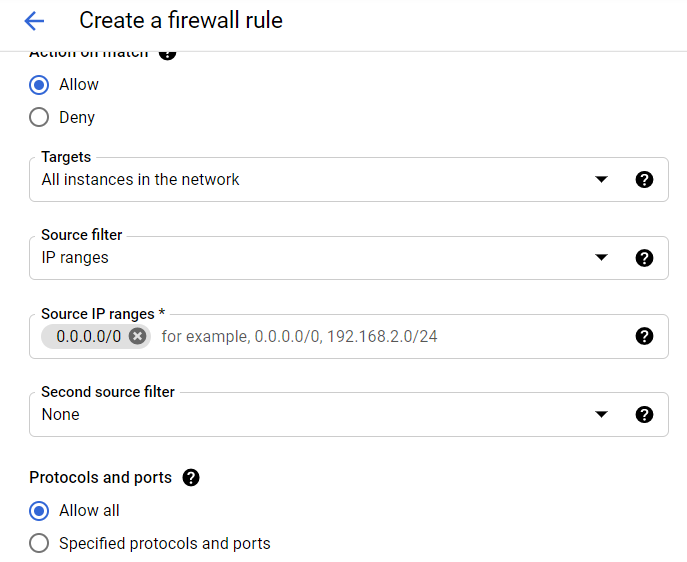 Create a firewall rule
Action on match
Allow
Deny
Targets
All instances in the network
Source filter
IP ranges
Source IP ranges *
0.0.0.0/0 for example, 0.0.0.0/0, 192.168.2.0/24
Second source filter
None
Protocols and ports
Allow all
Specified protocols and ports